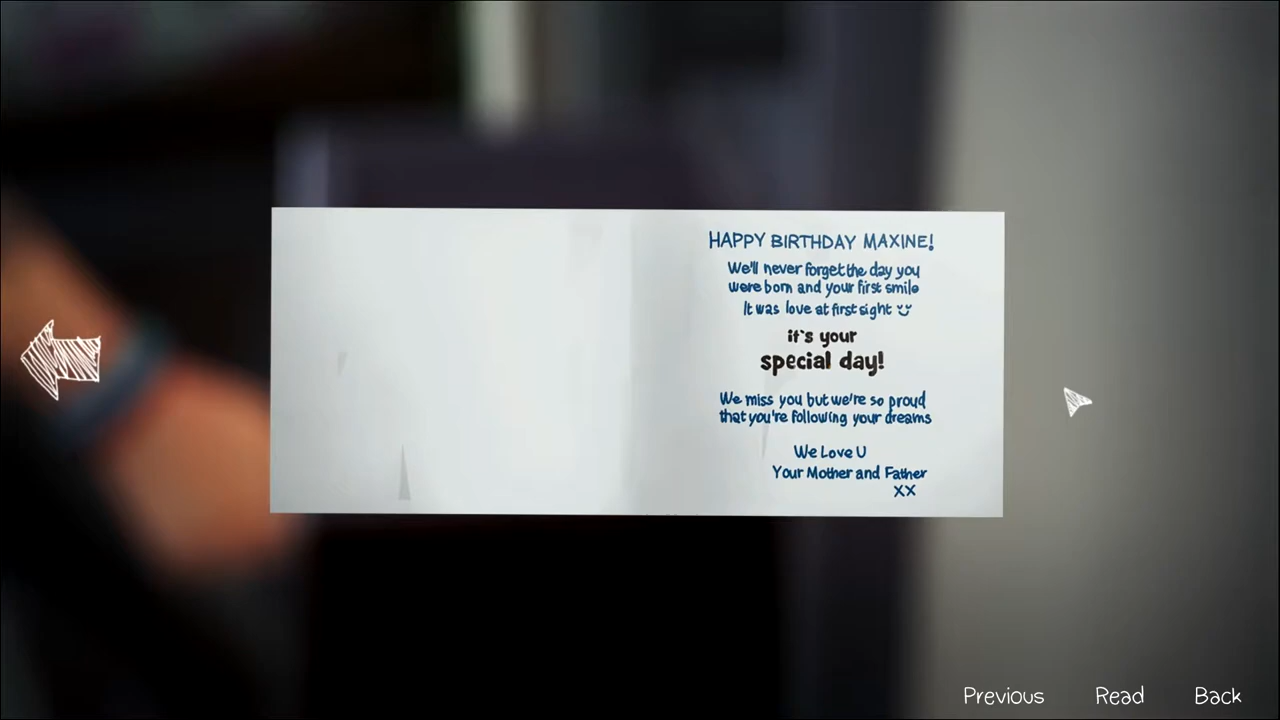 HAPPY BIRTHDAY MAXINE!
We'll never forget the day you
were born and your first smile
It was love at first sight
it's your
special day!
We miss you but we're so proud
that you're following your dreams
We Love U
Your Mother and Father
XX
Previous Read Back